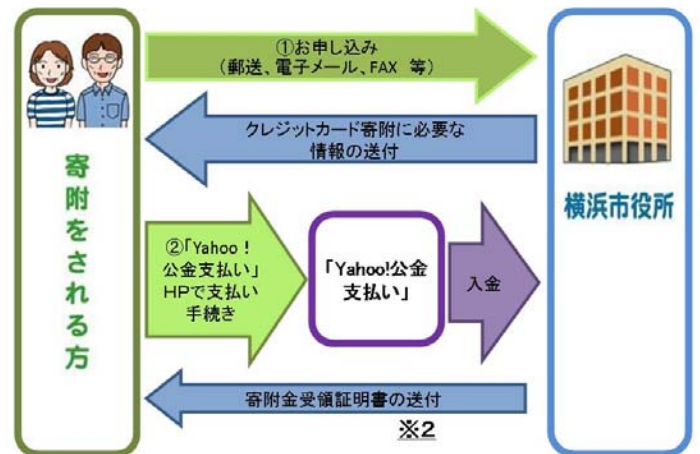 ①お申し込み
(郵送、電子メール、FAX 等)
クレジットカード寄附に必要な
情報の送付
寄附をされる方
横浜市役所
②「Yahoo!
公金支払い」
HPで支払い
手続き
「Yahoo!公金
支払い」
入金
寄附金受領証明書の送付
※2